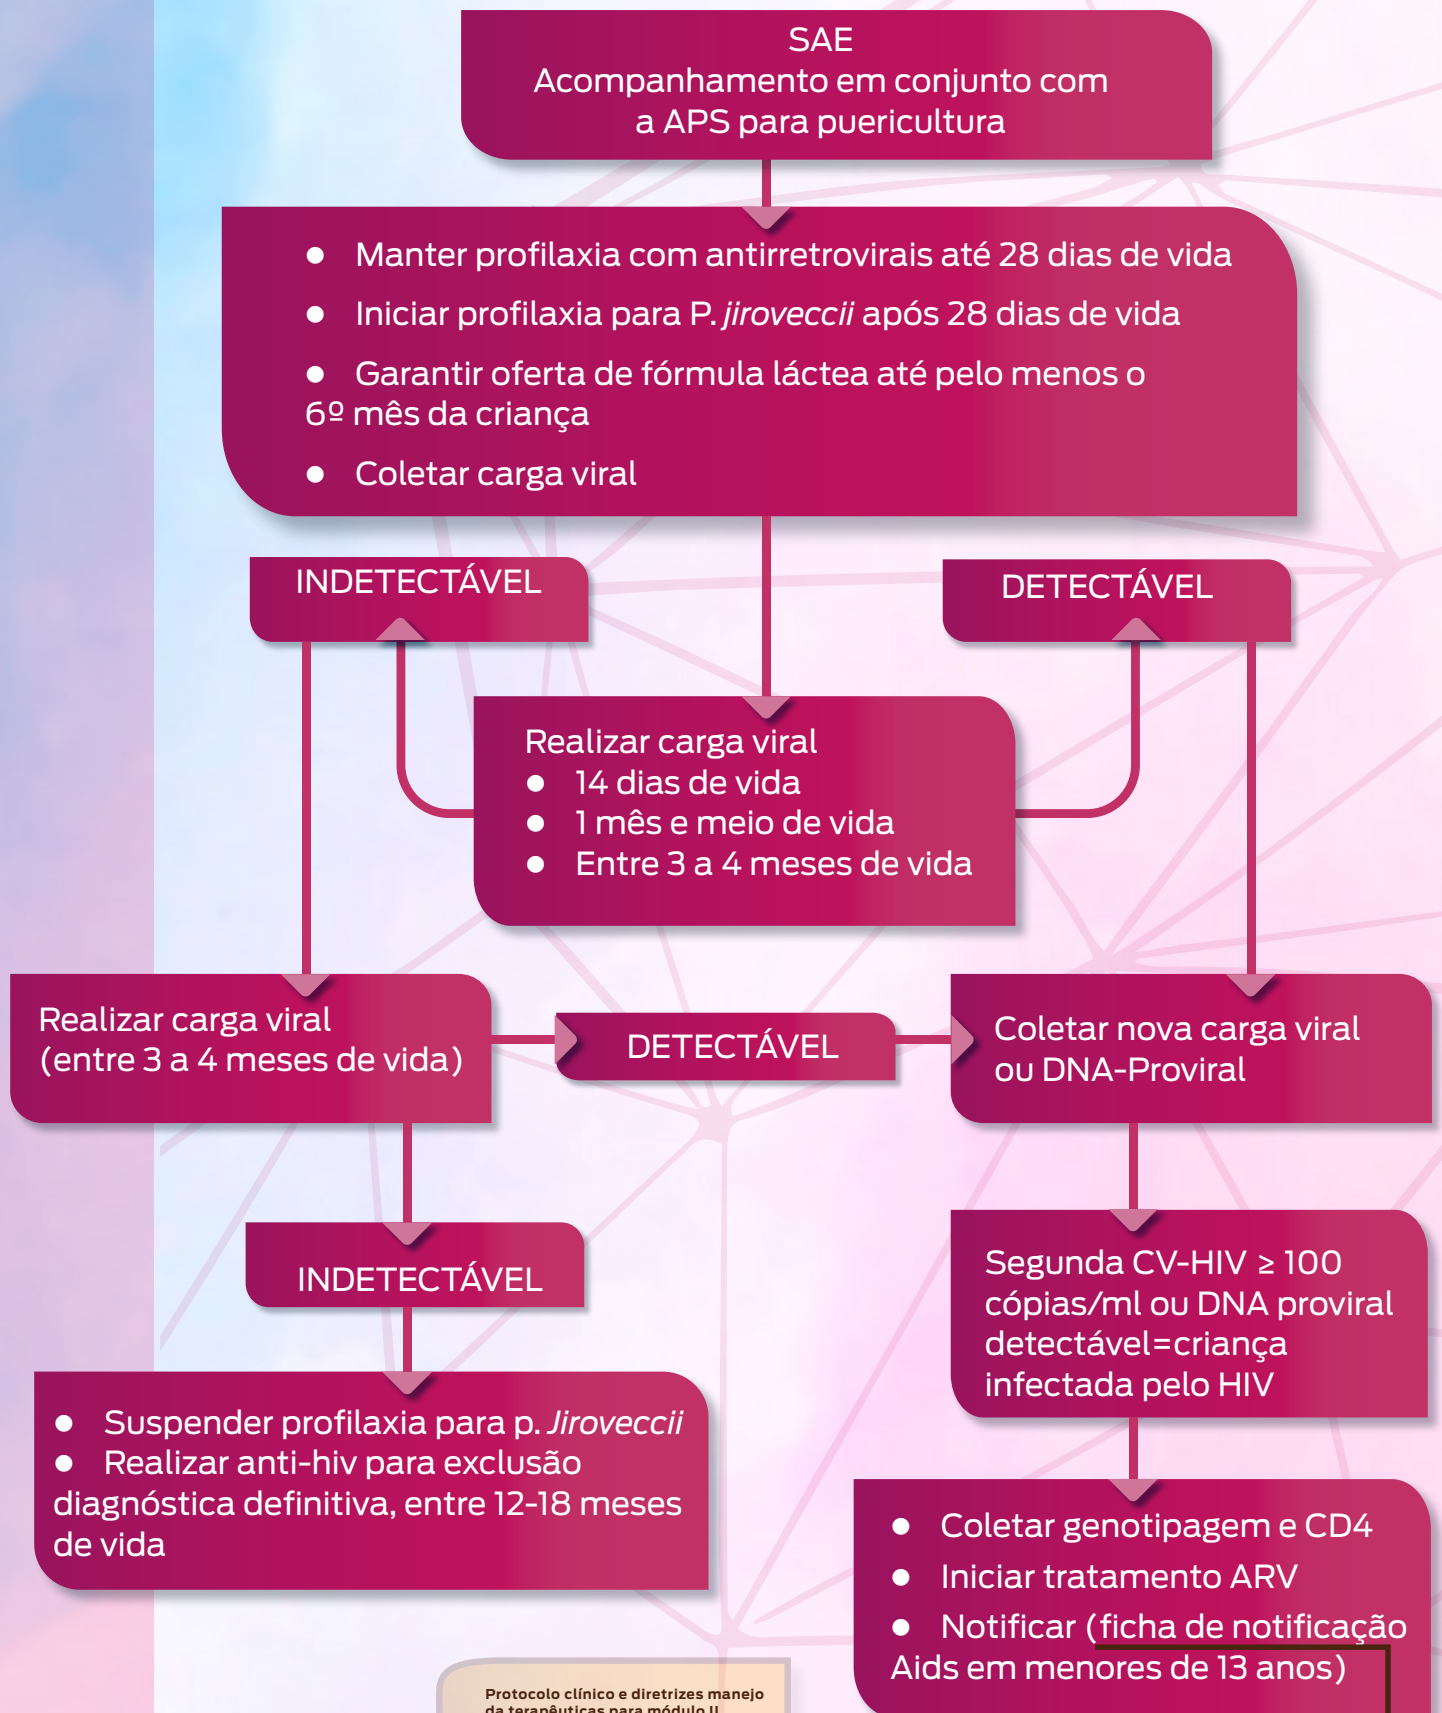 SAE
Acompanhamento em conjunto com
a APS para puericultura
● Manter profilaxia com antirretrovirais até 28 dias de vida
● Iniciar profilaxia para P. jiroveccii após 28 dias de vida
● Garantir oferta de fórmula láctea até pelo menos o
6º mês da criança
● Coletar carga viral
INDETECTÁVEL
DETECTÁVEL
Realizar carga viral
● 14 dias de vida
● 1 mês e meio de vida
● Entre 3 a 4 meses de vida
Realizar carga viral
(entre 3 a 4 meses de vida)
DETECTÁVEL
Coletar nova carga viral
ou DNA-Proviral
INDETECTÁVEL
Segunda CV-HIV ≥ 100
cópias/ml ou DNA proviral
detectável=criança
infectada pelo HIV
● Suspender profilaxia para p. Jiroveccii
● Realizar anti-hiv para exclusão
diagnóstica definitiva, entre 12-18 meses
de vida
● Coletar genotipagem e CD4
● Iniciar tratamento ARV
● Notificar (ficha de notificação
Aids em menores de 13 anos)
Protocolo clínico e diretrizes manejo
da terapêuticas para módulo II